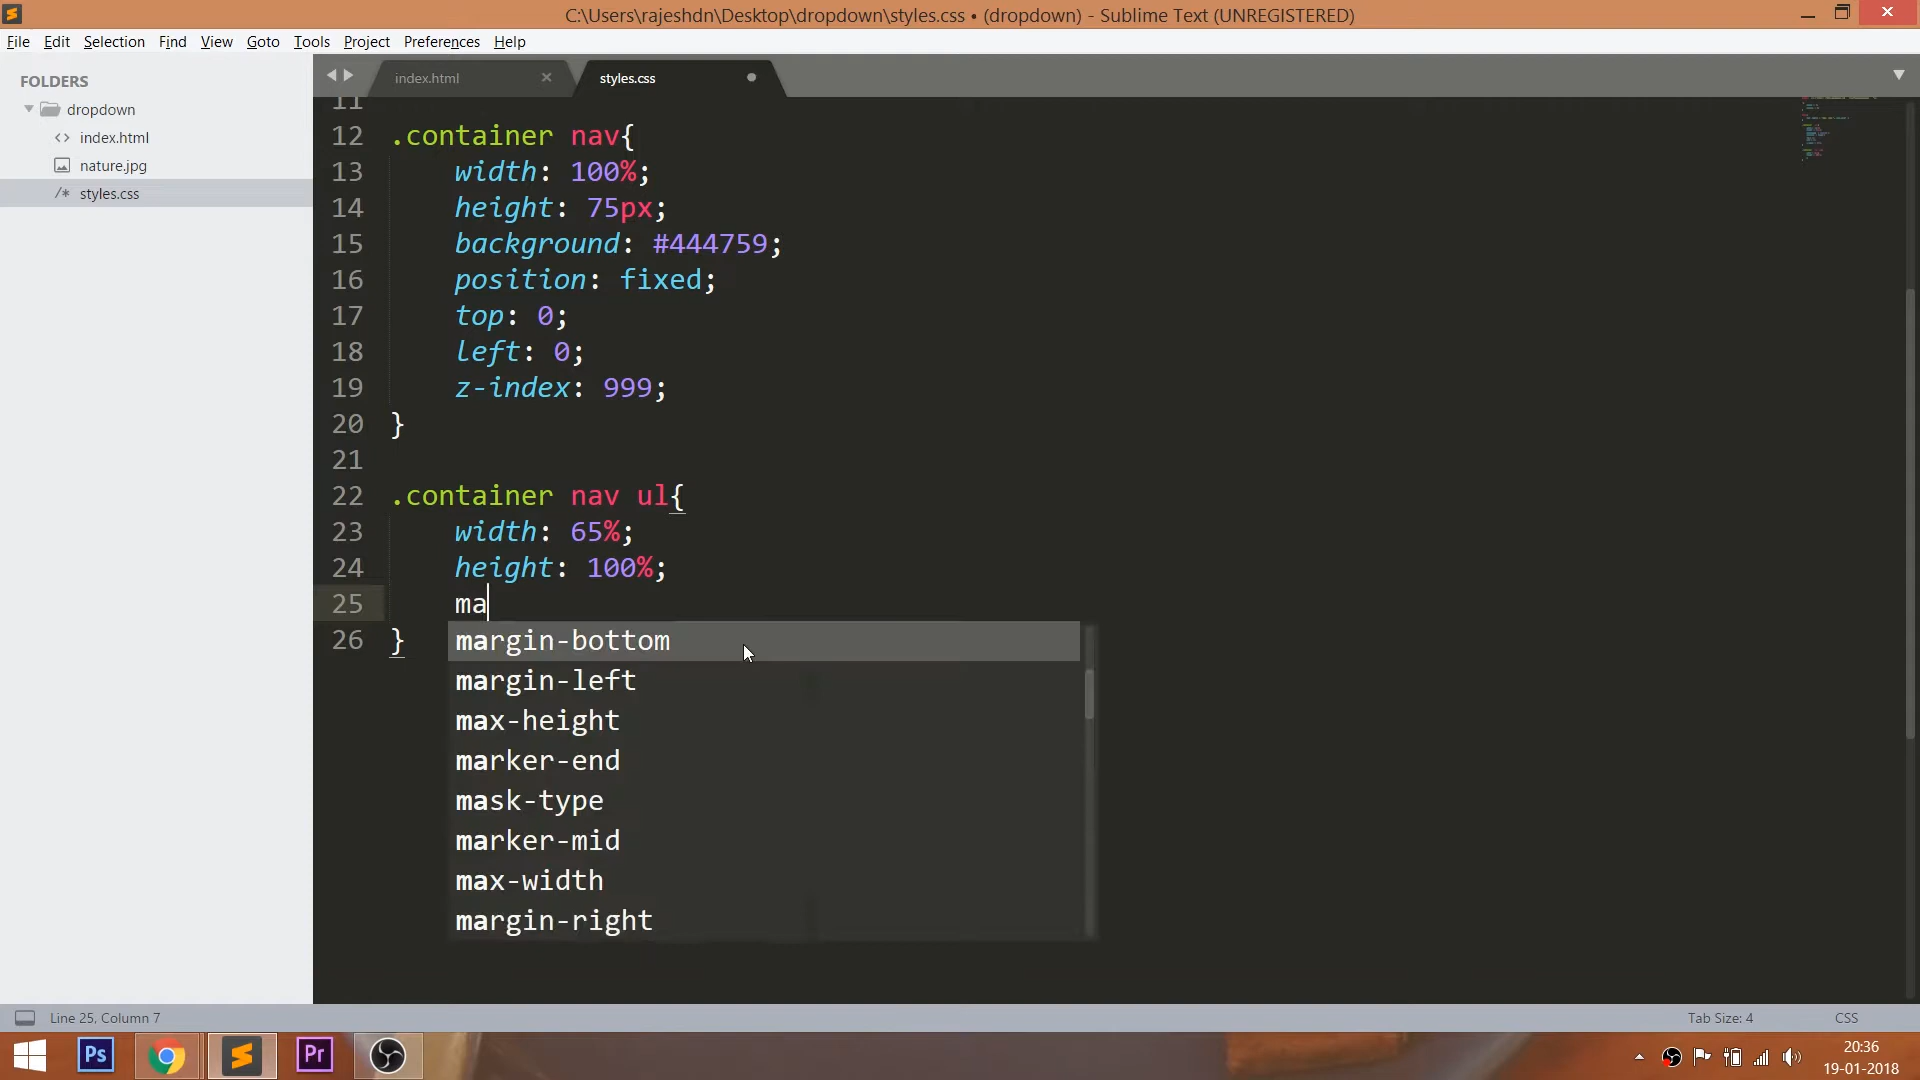 C:\Users\rajeshdn\Desktop\dropdown\styles.css • (dropdown) - Sublime Text (UNREGISTERED)
File Edit Selection Find View Goto Tools Project Preferences Help
FOLDERS
dropdown
<> index.html
nature.jpg
/* styles.css
index.html × styles.css
11
12 .container nav{
13 width: 100%;
14 height: 75px;
15 background: #444759;
16 position: fixed;
17 top: 0;
18 left: 0;
19 z-index: 999;
20 }
21
22 .container nav ul{
23 width: 65%;
24 height: 100%;
25 ma
26 }
margin-bottom
margin-left
max-height
marker-end
mask-type
marker-mid
max-width
margin-right
Line 25, Column 7
Tab Size: 4
CSS
Ps
Pr
20:36
19-01-2018